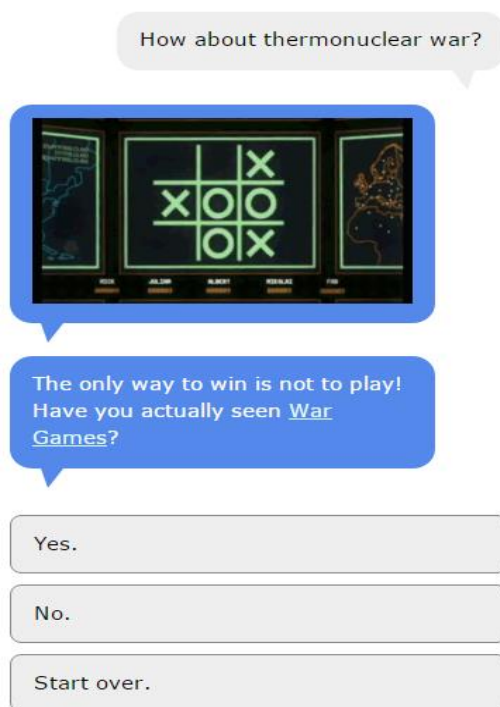 How about thermonuclear war?
X
X O O
O X
The only way to win is not to play!
Have you actually seen War
Games?
Yes.
No.
Start over.